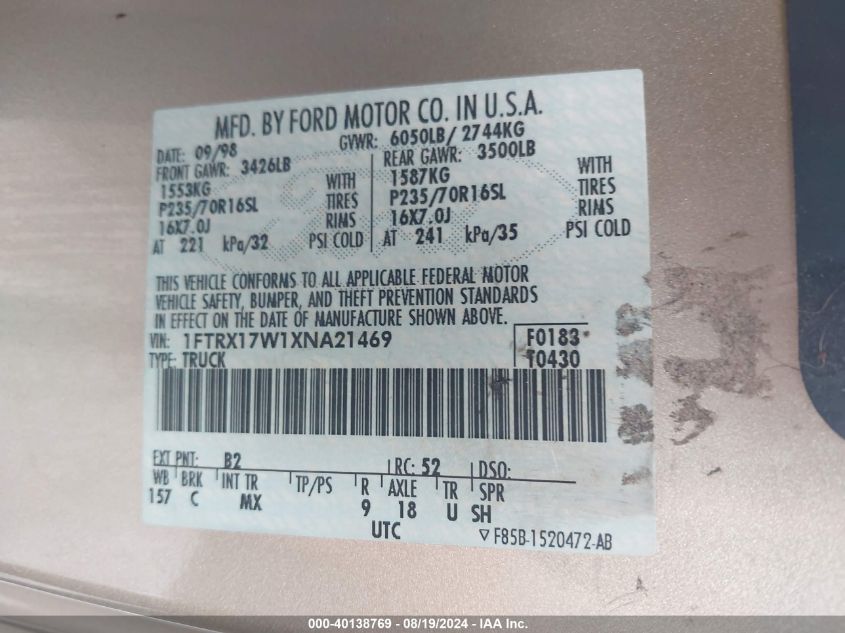 MFD. BY FORD MOTOR CO. IN U.S.A.
DATE: 09/98 GVWR: 6050LB/ 2744KG
FRONT GAWR: 3426LB REAR GAWR: 3500LB
1553KG WITH 1587KG WITH
P235/70R16SL TIRES P235/70R16SL TIRES
16X7.0J RIMS 16X7.0J RIMS
AT 221 kPa/32 PSI COLD AT 241 kPa/35 PSI COLD
THIS VEHICLE CONFORMS TO ALL APPLICABLE FEDERAL MOTOR
VEHICLE SAFETY, BUMPER, AND THEFT PREVENTION STANDARDS
IN EFFECT ON THE DATE OF MANUFACTURE SHOWN ABOVE.
VIN: 1FTRX17W1XNA21469 F0183
TYPE: TRUCK T0430
EXT PNT: B2 RC: 52 DSO:
WB BRK INT TR TP/PS R AXLE TR SPR
157 C MX 9 18 U SH
UTC F85B-1520472-AB
000-40138769 - 08/19/2024 - IAA Inc.